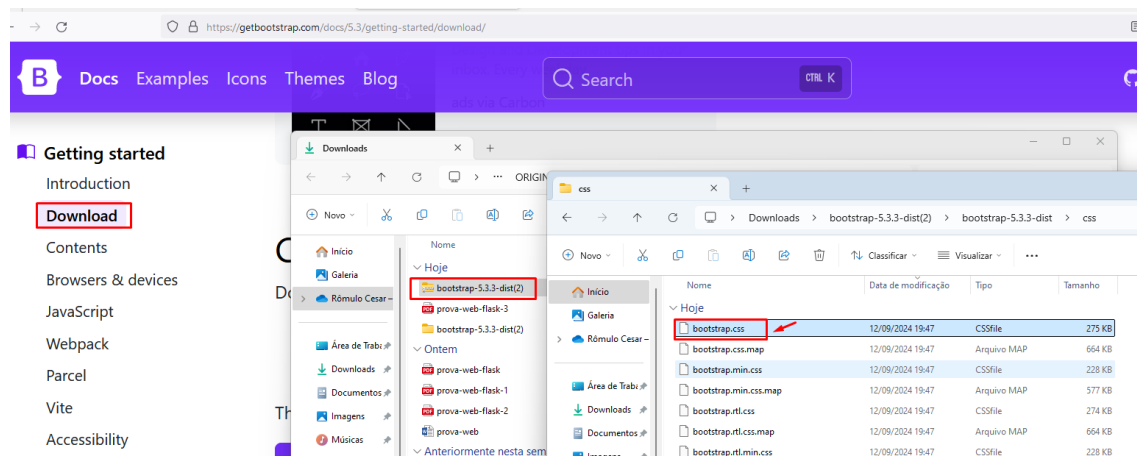 https://getbootstrap.com/docs/5.3/getting-started/download/
B Docs Examples Icons Themes Blog
Search
CTRL K
ads via Carbon
Getting started
Introduction
Download
Contents
Browsers & devices
JavaScript
Webpack
Parcel
Vite
Accessibility
Downloads
Novo
Início
Galeria
Rômulo Cesar –
Downloads
Documentos
Imagens
Músicas
Nome
Hoje
bootstrap-5.3.3-dist(2)
prova-web-flask-3
bootstrap-5.3.3-dist(2)
Ontem
prova-web-flask
prova-web-flask-1
prova-web-flask-2
prova-web
Anteriormente nesta sem
css
Downloads > bootstrap-5.3.3-dist(2) > bootstrap-5.3.3-dist > css
Novo
Classificar
Visualizar
Início
Galeria
Rômulo Cesar –
Downloads
Documentos
Nome Data de modificação Tipo Tamanho
Hoje
bootstrap.css 12/09/2024 19:47 CSSfile 275 KB
bootstrap.css.map 12/09/2024 19:47 Arquivo MAP 664 KB
bootstrap.min.css 12/09/2024 19:47 CSSfile 228 KB
bootstrap.min.css.map 12/09/2024 19:47 Arquivo MAP 577 KB
bootstrap.rtl.css 12/09/2024 19:47 CSSfile 274 KB
bootstrap.rtl.css.map 12/09/2024 19:47 Arquivo MAP 664 KB
bootstrap.rtl.min.css 12/09/2024 19:47 CSSfile 228 KB